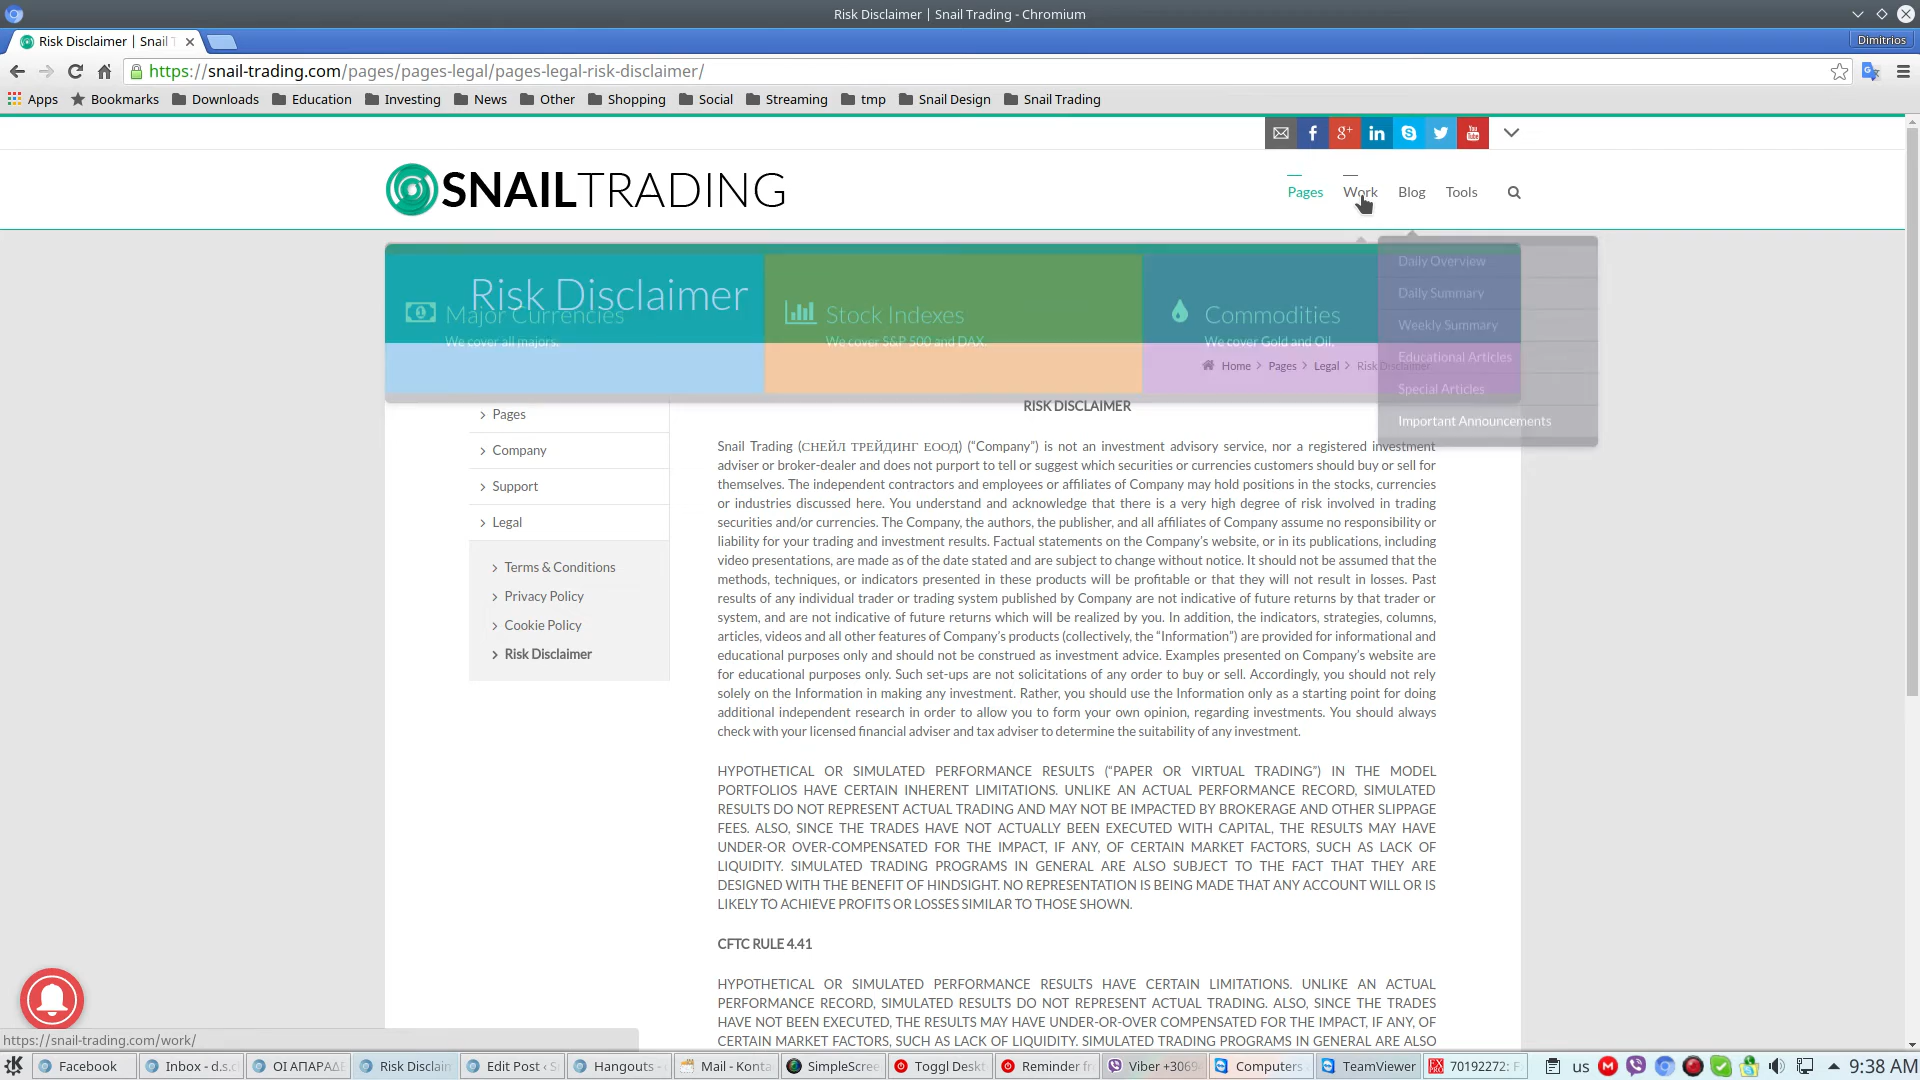 Risk Disclaimer | Snail Trading - Chromium
Risk Disclaimer | Snail T
Dimitrios
https://snail-trading.com/pages/pages-legal/pages-legal-risk-disclaimer/
Apps Bookmarks Downloads Education Investing News Other Shopping Social Streaming tmp Snail Design Snail Trading
SNAILTRADING
Pages Work Blog Tools
Risk Disclaimer
Major Currencies
We cover all majors.
Stock Indexes
We cover S&P 500 and DAX.
Commodities
We cover Gold and Oil.
Daily Overview
Daily Summary
Weekly Summary
Educational Articles
Special Articles
Important Announcements
Home > Pages > Legal > Risk Disclaimer
Pages
Company
Support
Legal
Terms & Conditions
Privacy Policy
Cookie Policy
Risk Disclaimer
RISK DISCLAIMER
Snail Trading (СНЕЙЛ ТРЕЙДИНГ ЕООД) (“Company”) is not an investment advisory service, nor a registered investment
adviser or broker-dealer and does not purport to tell or suggest which securities or currencies customers should buy or sell for
themselves. The independent contractors and employees or affiliates of Company may hold positions in the stocks, currencies
or industries discussed here. You understand and acknowledge that there is a very high degree of risk involved in trading
securities and/or currencies. The Company, the authors, the publisher, and all affiliates of Company assume no responsibility or
liability for your trading and investment results. Factual statements on the Company's website, or in its publications, including
video presentations, are made as of the date stated and are subject to change without notice. It should not be assumed that the
methods, techniques, or indicators presented in these products will be profitable or that they will not result in losses. Past
results of any individual trader or trading system published by Company are not indicative of future returns by that trader or
system, and are not indicative of future returns which will be realized by you. In addition, the indicators, strategies, columns,
articles, videos and all other features of Company's products (collectively, the “Information”) are provided for informational and
educational purposes only and should not be construed as investment advice. Examples presented on Company's website are
for educational purposes only. Such set-ups are not solicitations of any order to buy or sell. Accordingly, you should not rely
solely on the Information in making any investment. Rather, you should use the Information only as a starting point for doing
additional independent research in order to allow you to form your own opinion, regarding investments. You should always
check with your licensed financial adviser and tax adviser to determine the suitability of any investment.
HYPOTHETICAL OR SIMULATED PERFORMANCE RESULTS (“PAPER OR VIRTUAL TRADING”) IN THE MODEL
PORTFOLIOS HAVE CERTAIN INHERENT LIMITATIONS. UNLIKE AN ACTUAL PERFORMANCE RECORD, SIMULATED
RESULTS DO NOT REPRESENT ACTUAL TRADING AND MAY NOT BE IMPACTED BY BROKERAGE AND OTHER SLIPPAGE
FEES. ALSO, SINCE THE TRADES HAVE NOT ACTUALLY BEEN EXECUTED WITH CAPITAL, THE RESULTS MAY HAVE
UNDER-OR OVER-COMPENSATED FOR THE IMPACT, IF ANY, OF CERTAIN MARKET FACTORS, SUCH AS LACK OF
LIQUIDITY. SIMULATED TRADING PROGRAMS IN GENERAL ARE ALSO SUBJECT TO THE FACT THAT THEY ARE
DESIGNED WITH THE BENEFIT OF HINDSIGHT. NO REPRESENTATION IS BEING MADE THAT ANY ACCOUNT WILL OR IS
LIKELY TO ACHIEVE PROFITS OR LOSSES SIMILAR TO THOSE SHOWN.
CFTC RULE 4.41
HYPOTHETICAL OR SIMULATED PERFORMANCE RESULTS HAVE CERTAIN LIMITATIONS. UNLIKE AN ACTUAL
PERFORMANCE RECORD, SIMULATED RESULTS DO NOT REPRESENT ACTUAL TRADING. ALSO, SINCE THE TRADES
HAVE NOT BEEN EXECUTED, THE RESULTS MAY HAVE UNDER-OR-OVER COMPENSATED FOR THE IMPACT, IF ANY, OF
CERTAIN MARKET FACTORS, SUCH AS LACK OF LIQUIDITY. SIMULATED TRADING PROGRAMS IN GENERAL ARE ALSO
https://snail-trading.com/work/
Facebook Inbox - d.s.c ΟΙ ΑΠΑΡΑΔΕ Risk Disclaim Edit Post ‹ S Hangouts - Mail - Konta SimpleScree Toggl Deskt Reminder fr Viber +3069 Computers TeamViewer 70192272: F us 9:38 AM